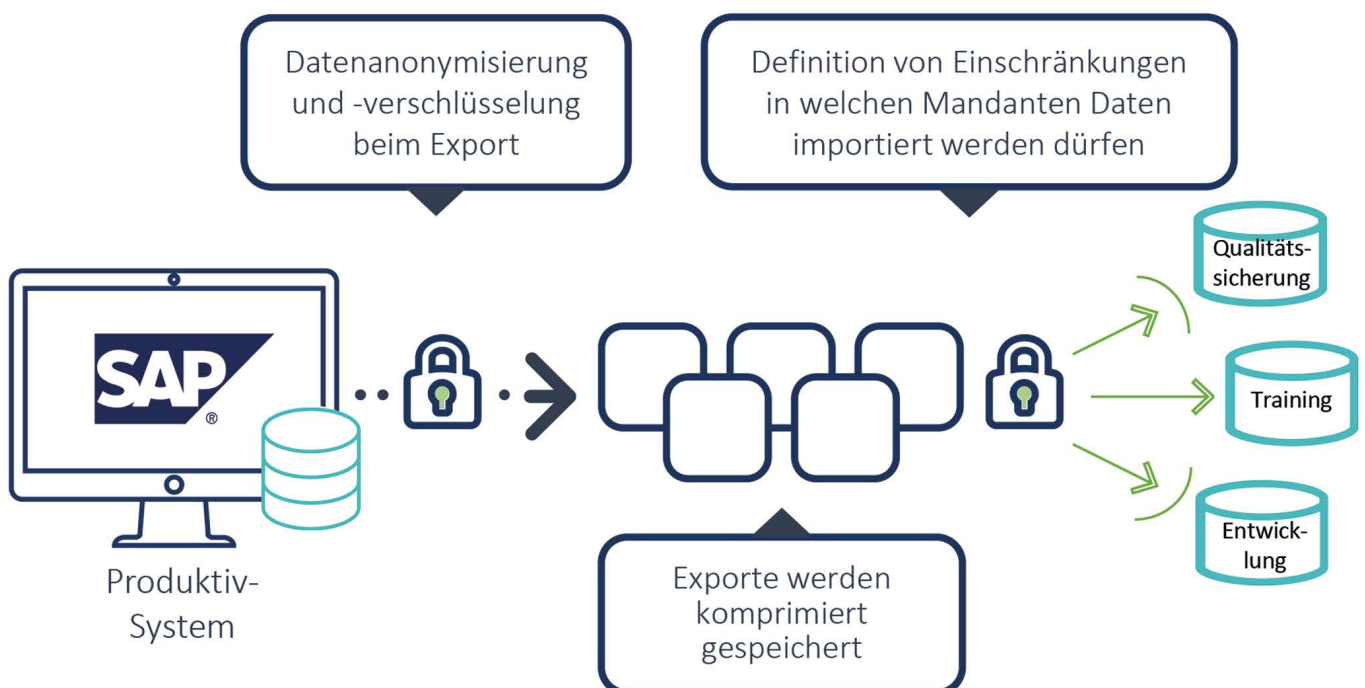 Datenanonymisierung
und -verschlüsselung
beim Export
Definition von Einschränkungen
in welchen Mandanten Daten
importiert werden dürfen
Qualitäts-
sicherung
SAP
®
Training
Entwick-
lung
Produktiv-
System
Exporte werden
komprimiert
gespeichert